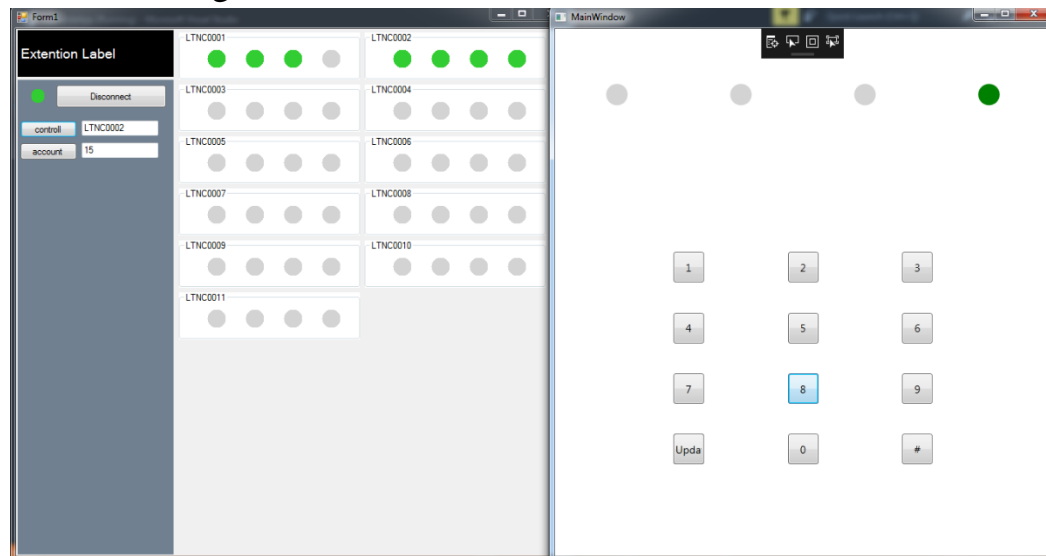 Form1
Extention Label
Disconnect
controll LTNC0002
account 15
LTNC0001 LTNC0002
LTNC0003 LTNC0004
LTNC0005 LTNC0006
LTNC0007 LTNC0008
LTNC0009 LTNC0010
LTNC0011
MainWindow
1 2 3
4 5 6
7 8 9
Upda 0 #